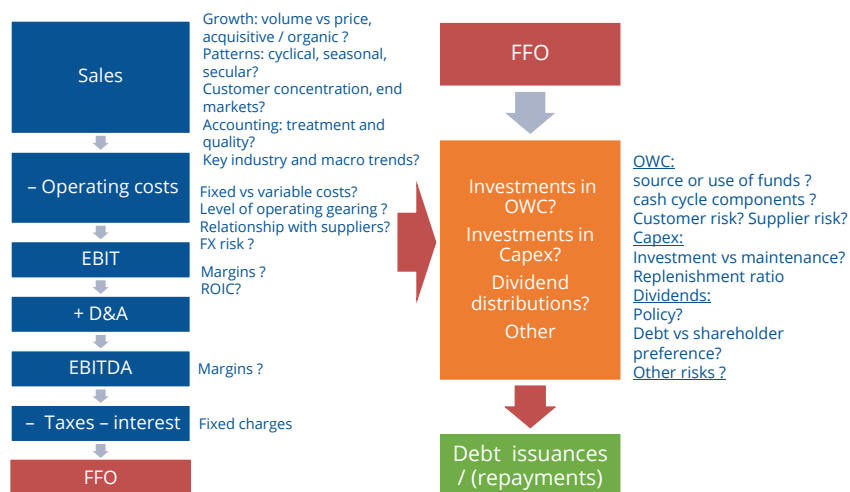 Sales
Growth: volume vs price,
acquisitive / organic ?
Patterns: cyclical, seasonal,
secular?
Customer concentration, end
markets?
Accounting: treatment and
quality?
Key industry and macro trends?
– Operating costs
Fixed vs variable costs?
Level of operating gearing ?
Relationship with suppliers?
FX risk ?
EBIT
Margins ?
ROIC?
+ D&A
EBITDA
Margins ?
– Taxes – interest
Fixed charges
FFO
FFO
Investments in
OWC?
Investments in
Capex?
Dividend
distributions?
Other
OWC:
source or use of funds ?
cash cycle components ?
Customer risk? Supplier risk?
Capex:
Investment vs maintenance?
Replenishment ratio
Dividends:
Policy?
Debt vs shareholder
preference?
Other risks ?
Debt issuances
/ (repayments)